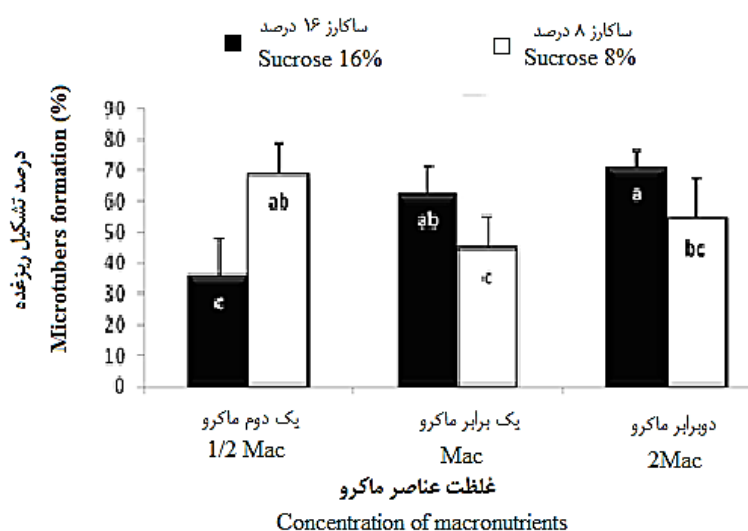 ساکارز ۱۶ درصد
Sucrose 16%
ساکارز ۸ درصد
Sucrose 8%
درصد تشکیل ریزغده
Microtubers formation (%)
90
80
70
60
50
40
30
20
10
0
c
ab
ab
c
a
bc
یک دوم ماکرو
1/2 Mac
یک برابر ماکرو
Mac
دوبرابر ماکرو
2Mac
غلظت عناصر ماکرو
Concentration of macronutrients